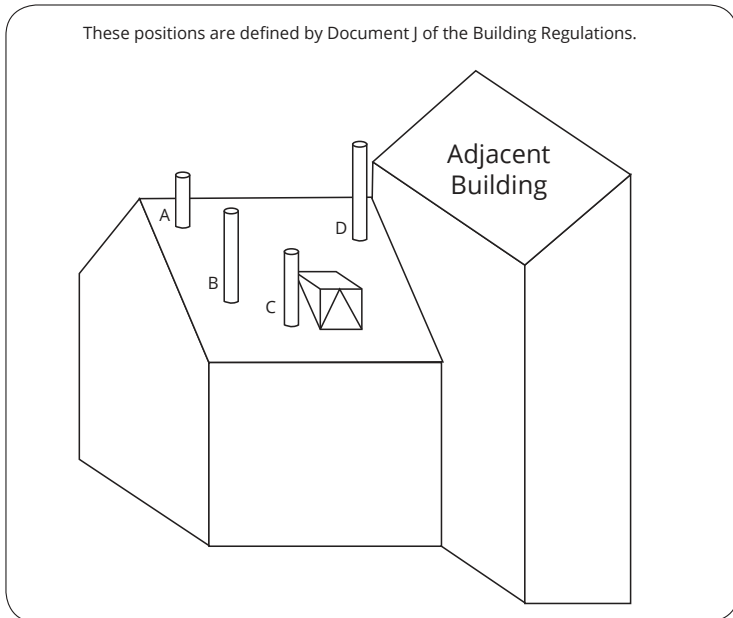 These positions are defined by Document J of the Building Regulations.
Adjacent
Building
A
D
B
C